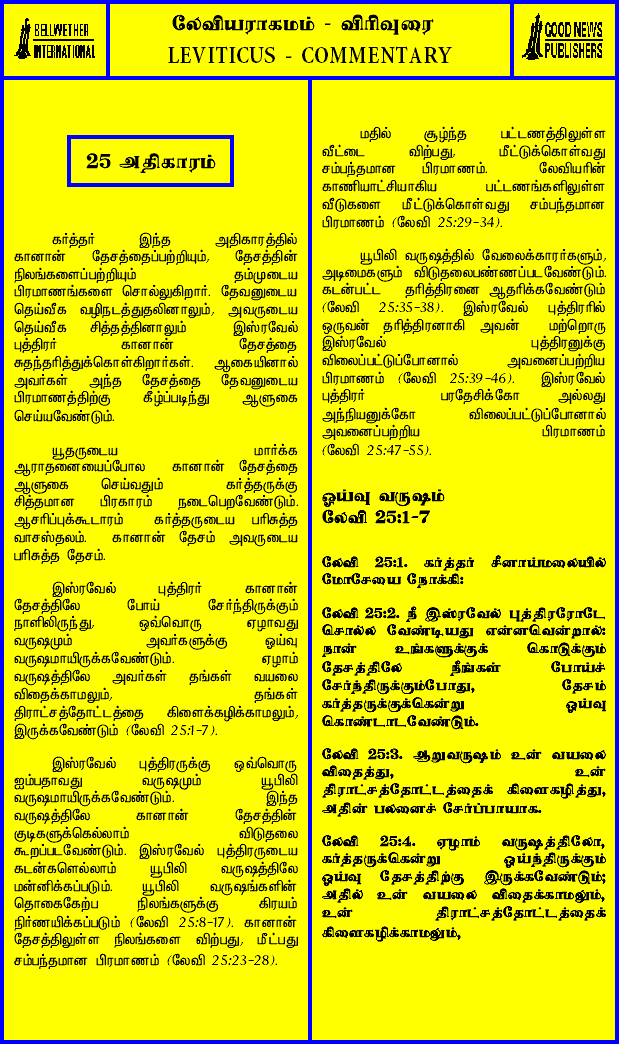 BELLWETHER
INTERNATIONAL
லேவியராகமம் - விரிவுரை
LEVITICUS - COMMENTARY
GOOD NEWS
PUBLISHERS
25 அதிகாரம்
கர்த்தர் இந்த அதிகாரத்தில்
கானான் தேசத்தைப்பற்றியும், தேசத்தின்
நிலங்களைப்பற்றியும் தம்முடைய
பிரமாணங்களை சொல்லுகிறார். தேவனுடைய
தெய்வீக வழிநடத்துதலினாலும், அவருடைய
தெய்வீக சித்தத்தினாலும் இஸ்ரவேல்
புத்திரர் கானான் தேசத்தை
சுதந்தரித்துக்கொள்கிறார்கள். ஆகையினால்
அவர்கள் அந்த தேசத்தை தேவனுடைய
பிரமாணத்திற்கு கீழ்ப்படிந்து ஆளுகை
செய்யவேண்டும்.
யூதருடைய மார்க்க
ஆராதனையைப்போல கானான் தேசத்தை
ஆளுகை செய்வதும் கர்த்தருக்கு
சித்தமான பிரகாரம் நடைபெறவேண்டும்.
ஆசரிப்புக்கூடாரம் கர்த்தருடைய பரிசுத்த
வாசஸ்தலம். கானான் தேசம் அவருடைய
பரிசுத்த தேசம்.
இஸ்ரவேல் புத்திரர் கானான்
தேசத்திலே போய் சேர்ந்திருக்கும்
நாளிலிருந்து, ஒவ்வொரு ஏழாவது
வருஷமும் அவர்களுக்கு ஓய்வு
வருஷமாயிருக்கவேண்டும். ஏழாம்
வருஷத்திலே அவர்கள் தங்கள் வயலை
விதைக்காமலும், தங்கள்
திராட்சத்தோட்டத்தை கிளைக்கழிக்காமலும்,
இருக்கவேண்டும் (லேவி 25:1-7).
இஸ்ரவேல் புத்திரருக்கு ஒவ்வொரு
ஐம்பதாவது வருஷமும் யூபிலி
வருஷமாயிருக்கவேண்டும். இந்த
வருஷத்திலே கானான் தேசத்தின்
குடிகளுக்கெல்லாம் விடுதலை
கூறப்படவேண்டும். இஸ்ரவேல் புத்திரருடைய
கடன்களெல்லாம் யூபிலி வருஷத்திலே
மன்னிக்கப்படும். யூபிலி வருஷங்களின்
தொகைக்கேற்ப நிலங்களுக்கு கிரயம்
நிர்ணயிக்கப்படும் (லேவி 25:8-17). கானான்
தேசத்திலுள்ள நிலங்களை விற்பது, மீட்பது
சம்பந்தமான பிரமாணம் (லேவி 25:23-28).
மதில் சூழ்ந்த பட்டணத்திலுள்ள
வீட்டை விற்பது, மீட்டுக்கொள்வது
சம்பந்தமான பிரமாணம். லேவியரின்
காணியாட்சியாகிய பட்டணங்களிலுள்ள
வீடுகளை மீட்டுக்கொள்வது சம்பந்தமான
பிரமாணம் (லேவி 25:29-34).
யூபிலி வருஷத்தில் வேலைக்காரர்களும்,
அடிமைகளும் விடுதலைபண்ணப்படவேண்டும்.
கடன்பட்ட தரித்திரனை ஆதரிக்கவேண்டும்
(லேவி 25:35-38). இஸ்ரவேல் புத்திரரில்
ஒருவன் தரித்திரனாகி அவன் மற்றொரு
இஸ்ரவேல் புத்திரனுக்கு
விலைப்பட்டுப்போனால் அவனைப்பற்றிய
பிரமாணம் (லேவி 25:39-46). இஸ்ரவேல்
புத்திரர் பரதேசிக்கோ அல்லது
அந்நியனுக்கோ விலைப்பட்டுப்போனால்
அவனைப்பற்றிய பிரமாணம்
(லேவி 25:47-55).
ஓய்வு வருஷம்
லேவி 25:1-7
லேவி 25:1. கர்த்தர் சீனாய்மலையில்
மோசேயை நோக்கி:
லேவி 25:2. நீ இஸ்ரவேல் புத்திரரோடே
சொல்ல வேண்டியது என்னவென்றால்:
நான் உங்களுக்குக் கொடுக்கும்
தேசத்திலே நீங்கள் போய்ச்
சேர்ந்திருக்கும்போது, தேசம்
கர்த்தருக்குக்கென்று ஓய்வு
கொண்டாடவேண்டும்.
லேவி 25:3. ஆறுவருஷம் உன் வயலை
விதைத்து, உன்
திராட்சத்தோட்டத்தைக் கிளைகழித்து,
அதின் பலனைச் சேர்ப்பாயாக.
லேவி 25:4. ஏழாம் வருஷத்திலோ,
கர்த்தருக்கென்று ஓய்ந்திருக்கும்
ஓய்வு தேசத்திற்கு இருக்கவேண்டும்;
அதில் உன் வயலை விதைக்காமலும்,
உன் திராட்சத்தோட்டத்தைக்
கிளைகழிக்காமலும்,